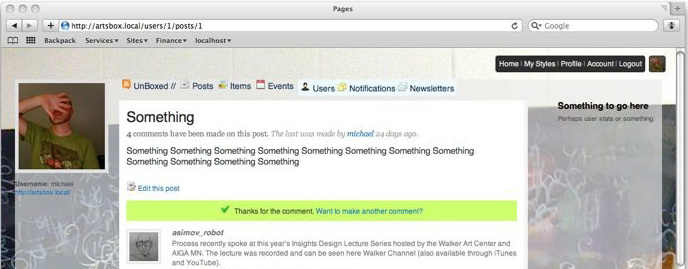 Pages
http://artsbox.local/users/1/posts/1
Google
Backpack Services Sites Finance localhost
Home | My Styles | Profile | Account | Logout
UnBoxed // Posts Items Events Users Notifications Newsletters
Something
4 comments have been made on this post. The last was made by michael 24 days ago.
Something Something Something Something Something Something Something Something
Something Something Something Something
Edit this post
Thanks for the comment. Want to make another comment?
asimov_robot
Process recently spoke at this year's Insights Design Lecture Series hosted by the Walker Art Center and
AIGA MN. The lecture was recorded and can be seen here Walker Channel (also available through iTunes
and YouTube).
Username: michael
http://artsbox.local/
Something to go here
Perhaps user stats or something.